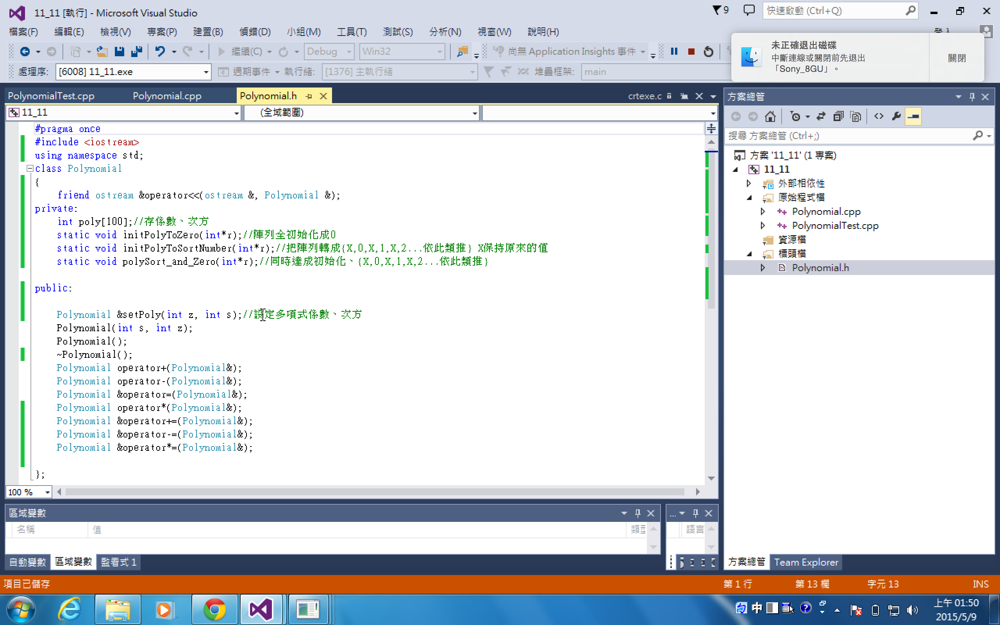 11_11 [執行] - Microsoft Visual Studio
9
快速啟動 (Ctrl+Q)
檔案(F) 編輯(E) 檢視(V) 專案(P) 建置(B) 偵錯(D) 小組(M) 工具(T) 測試(S) 分析(N) 視窗(W) 說明(H)
繼續(C) Debug Win32 尚無 Application Insights 事件
未正確退出磁碟
中斷連線或關閉前先退出
「Sony_8GU」。
關閉
處理序: [6008] 11_11.exe 週期事件 執行緒: [1376] 主執行緒 堆疊框架: main
PolynomialTest.cpp Polynomial.cpp Polynomial.h crtexe.c
11_11 (全域範圍)
#pragma once
#include <iostream>
using namespace std;
class Polynomial
{
friend ostream &operator<<(ostream &, Polynomial &);
private:
int poly[100];//存係數、次方
static void initPolyToZero(int*r);//陣列全初始化成0
static void initPolyToSortNumber(int*r);//把陣列轉成{X,0,X,1,X,2...依此類推} X保持原來的值
static void polySort_and_Zero(int*r);//同時達成初始化、{X,0,X,1,X,2...依此類推}
public:
Polynomial &setPoly(int z, int s);//設定多項式係數、次方
Polynomial(int s, int z);
Polynomial();
~Polynomial();
Polynomial operator+(Polynomial&);
Polynomial operator-(Polynomial&);
Polynomial &operator=(Polynomial&);
Polynomial operator*(Polynomial&);
Polynomial &operator+=(Polynomial&);
Polynomial &operator-=(Polynomial&);
Polynomial &operator*=(Polynomial&);
};
100 %
方案總管
搜尋 方案總管 (Ctrl+;)
方案 '11_11' (1 專案)
11_11
外部相依性
原始程式檔
Polynomial.cpp
PolynomialTest.cpp
資源檔
標頭檔
Polynomial.h
區域變數
...
名稱 值 類型
語言
自動變數 區域變數 監看式 1
方案總管 Team Explorer
項目已儲存 第 1 行 第 13 欄 字元 13 INS
中
上午 01:50
2015/5/9